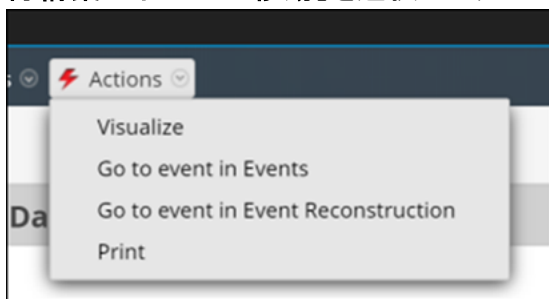 Actions
Visualize
Go to event in Events
Da
Go to event in Event Reconstruction
Print